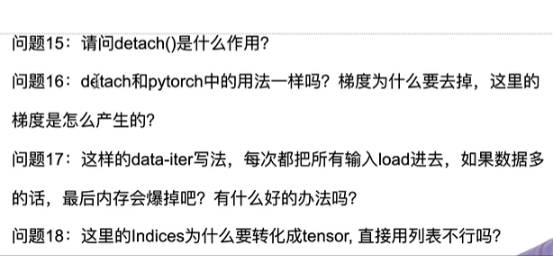 问题15：请问detach()是什么作用？
问题16：detach和pytorch中的用法一样吗？梯度为什么要去掉，这里的
梯度是怎么产生的？
问题17：这样的data-iter写法，每次都把所有输入load进去，如果数据多
的话，最后内存会爆掉吧？有什么好的办法吗？
问题18：这里的Indices为什么要转化成tensor, 直接用列表不行吗？